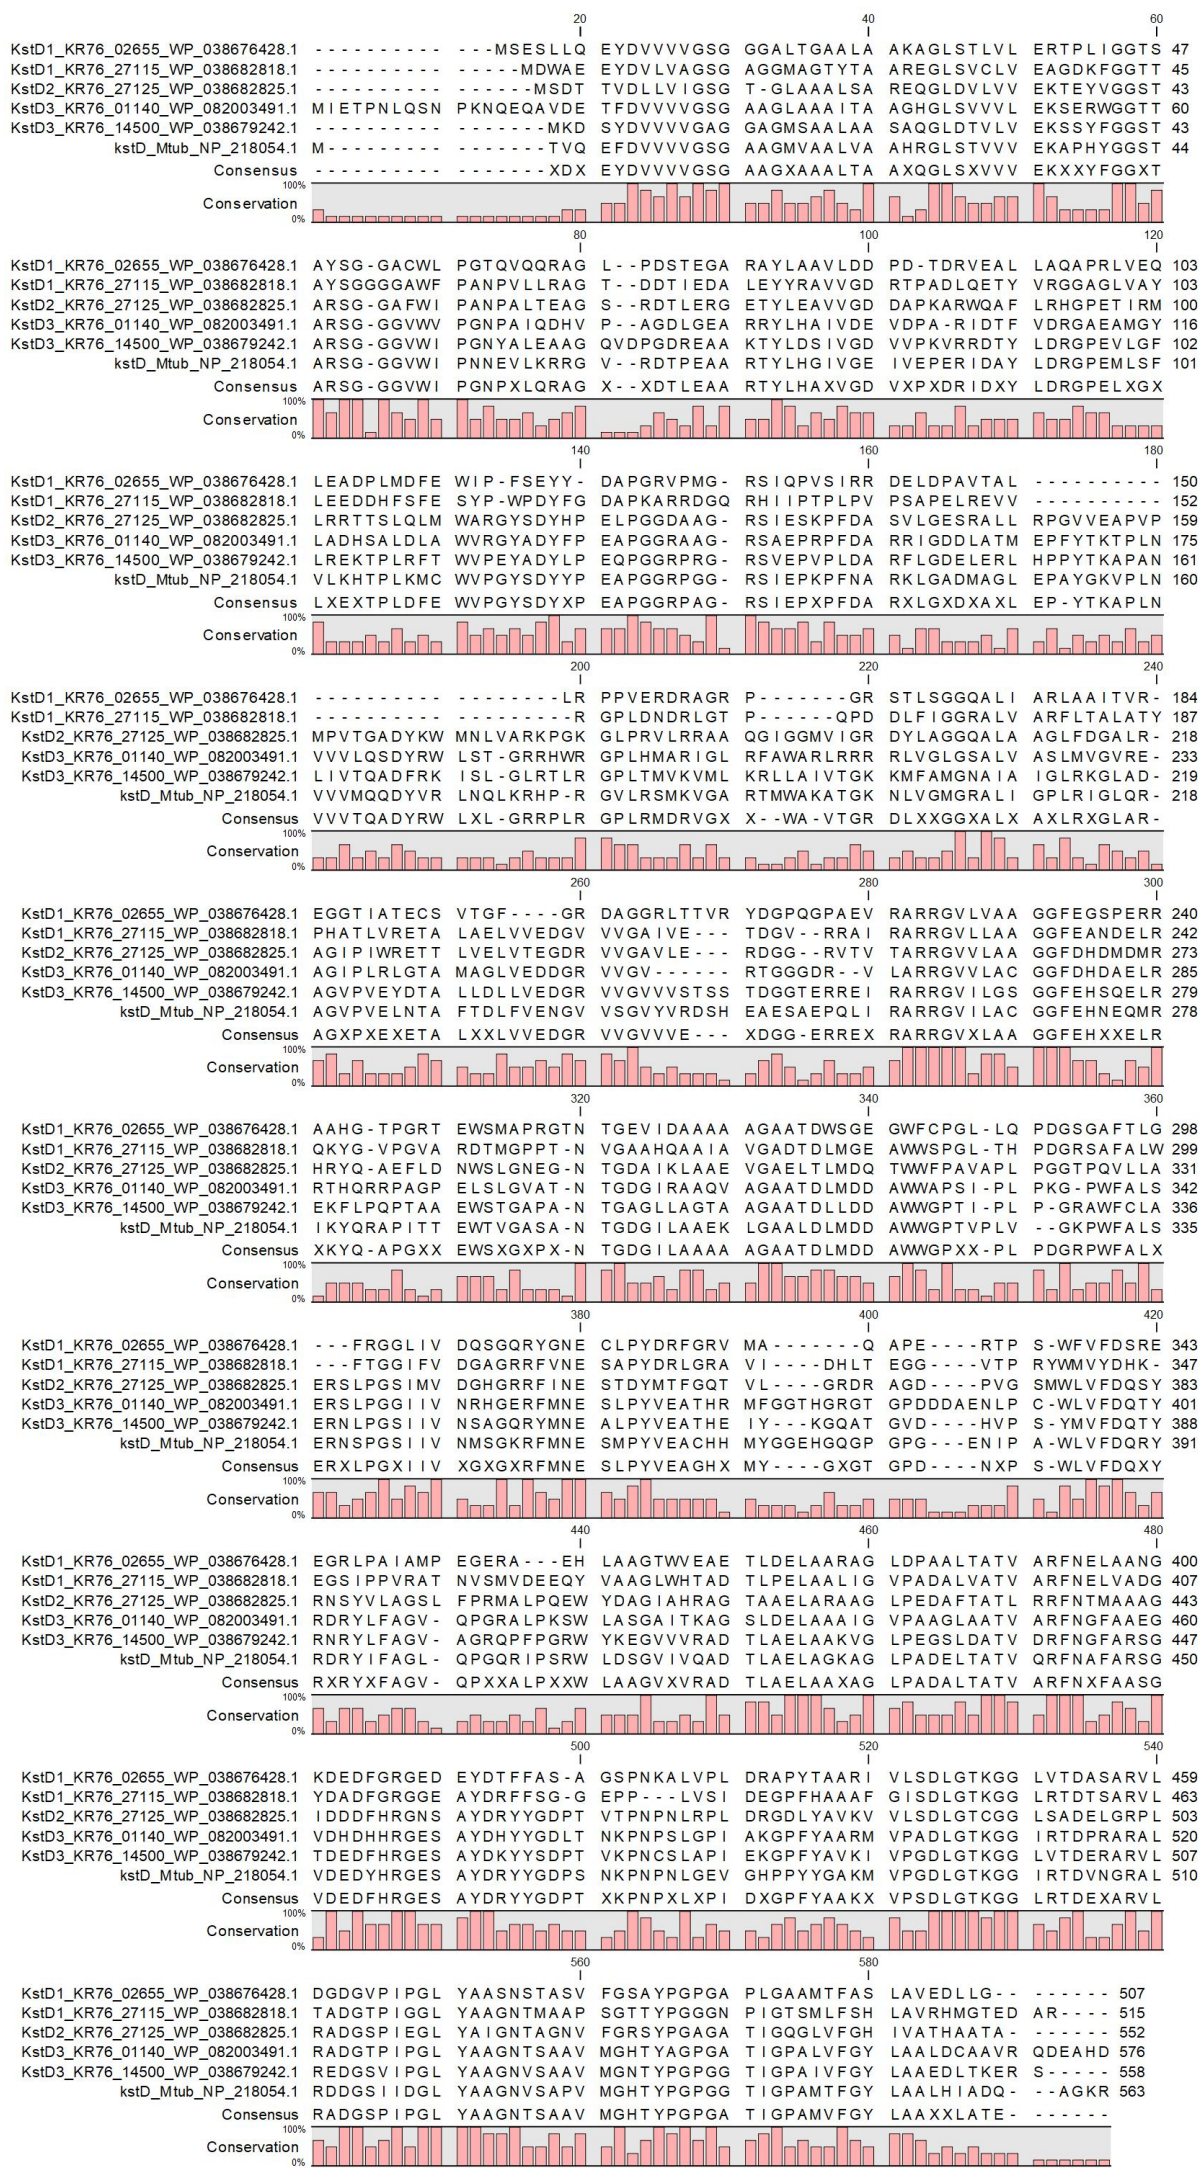 20 40 60
KstD1_KR76_02655_WP_038676428.1 - - - - - - - - - - - - -MSESLLQ EYDVVVVGSG GGALTGAALA AKAGLSTLVL ERTPLIGGTS 47
KstD1_KR76_27115_WP_038682818.1 - - - - - - - - - - - - - - -MDWAE EYDVLVAGSG AGGMAGTYTA AREGLSVCLV EAGDKFGGTT 45
KstD2_KR76_27125_WP_038682825.1 - - - - - - - - - - - - - - - -MSDT TVDLLVIGSG T-GLAAALSA REQGLDVLVV EKTEYVGGST 43
KstD3_KR76_01140_WP_082003491.1 MIETPNLQSN PKNQEQAVDE TFDVVVVGSG AAGLAAAITA AGHGLSVVVL EKSERWGGTT 60
KstD3_KR76_14500_WP_038679242.1 - - - - - - - - - - - - - - - - -MKD SYDVVVVGAG GAGMSAALAA SAQGLDTVLV EKSSYFGGST 43
kstD_Mtub_NP_218054.1 M- - - - - - - - - - - - - - - -TVQ EFDVVVVGSG AAGMVAALVA AHRGLSTVVV EKAPHYGGST 44
Consensus - - - - - - - - - - - - - - - - -XDX EYDVVVVGSG AAGXAAALTA AXQGLSXVVV EKXXYFGGXT
100%
Conservation
0%
80 100 120
KstD1_KR76_02655_WP_038676428.1 AYSG-GACWL PGTQVQQRAG L--PDSTEGA RAYLAAVLDD PD-TDRVEAL LAQAPRLVEQ 103
KstD1_KR76_27115_WP_038682818.1 AYSGGGGAWF PANPVLLRAG T--DDTIEDA LEYYRAVVGD RTPADLQETY VRGGAGLVAY 103
KstD2_KR76_27125_WP_038682825.1 ARSG-GAFWI PANPALTEAG S--RDTLERG ETYLEAVVGD DAPKARWQAF LRHGPETIRM 100
KstD3_KR76_01140_WP_082003491.1 ARSG-GGVWV PGNPAIQDHV P--AGDLGEA RRYLHAIVDE VDPA-RIDTF VDRGAEAMGY 116
KstD3_KR76_14500_WP_038679242.1 ARSG-GGVWI PGNYALEAAG QVDPGDREAA KTYLDSIVGD VVPKVRRDTY LDRGPEVLGF 102
kstD_Mtub_NP_218054.1 ARSG-GGVWI PNNEVLKRRG V--RDTPEAA RTYLHGIVGE IVEPERIDAY LDRGPEMLSF 101
Consensus ARSG-GGVWI PGNPXLQRAG X--XDTLEAA RTYLHAXVGD VXPXDRIDXY LDRGPELXGX
100%
Conservation
0%
140 160 180
KstD1_KR76_02655_WP_038676428.1 LEADPLMDFE WIP-FSEYY- DAPGRVPMG- RSIQPVSIRR DELDPAVTAL ---------- 150
KstD1_KR76_27115_WP_038682818.1 LEEDDHFSFE SYP-WPDYFG DAPKARRDGQ RHIIPTPLPV PSAPELREVV ---------- 152
KstD2_KR76_27125_WP_038682825.1 LRRTTSLQLM WARGYSDYHP ELPGGDAAG- RSIESKPFDA SVLGESRALL RPGVVEAPVP 159
KstD3_KR76_01140_WP_082003491.1 LADHSALDLA WVRGYADYFP EAPGGRAAG- RSAEPRPFDA RRIGDDLATM EPFYTKTPLN 175
KstD3_KR76_14500_WP_038679242.1 LREKTPLRFT WVPEYADYLP EQPGGRPRG- RSVEPVPLDA RFLGDELERL HPPYTKAPAN 161
kstD_Mtub_NP_218054.1 VLKHTPLKMC WVPGYSDYYP EAPGGRPGG- RSIEPKPFNA RKLGADMAGL EPAYGKVPLN 160
Consensus LXEXTPLDFE WVPGYSDYXP EAPGGRPAG- RSIEPXPFDA RXLGXDXAXL EP-YTKAPLN
100%
Conservation
0%
200 220 240
KstD1_KR76_02655_WP_038676428.1 ---------- --------LR PPVERDRAGR P-------GR STLSGGQALI ARLAAITVR- 184
KstD1_KR76_27115_WP_038682818.1 ---------- ---------R GPLDNDRLGT P------QPD DLFIGGRALV ARFLTALATY 187
KstD2_KR76_27125_WP_038682825.1 MPVTGADYKW MNLVARKPGK GLPRVLRRAA QGIGGMVIGR DYLAGGQALA AGLFDGALR- 218
KstD3_KR76_01140_WP_082003491.1 VVVLQSDYRW LST-GRRHWR GPLHMARIGL RFAWARLRRR RLVGLGSALV ASLMVGVRE- 233
KstD3_KR76_14500_WP_038679242.1 LIVTQADFRK ISL-GLRTLR GPLTMVKVML KRLLAIVTGK KMFAMGNAIA IGLRKGLAD- 219
kstD_Mtub_NP_218054.1 VVVMQQDYVR LNQLKRHP-R GVLRSMKVGA RTMWAKATGK NLVGMGRALI GPLRIGLQR- 218
Consensus VVVTQADYRW LXL-GRRPLR GPLRMDRVGX X--WA-VTGR DLXXGGXALX AXLRXGLAR-
100%
Conservation
0%
260 280 300
KstD1_KR76_02655_WP_038676428.1 EGGTIATECS VTGF----GR DAGGRLTTVR YDGPQGPAEV RARRGVLVAA GGFEGSPERR 240
KstD1_KR76_27115_WP_038682818.1 PHATLVRETA LAELVVEDGV VVGAIVE--- TDGV--RRAI RARRGVLLAA GGFEANDELR 242
KstD2_KR76_27125_WP_038682825.1 AGIPIWRETT LVELVTEGDR VVGAVLE--- RDGG--RVTV TARRGVVLAA GGFDHDMDMR 273
KstD3_KR76_01140_WP_082003491.1 AGIPLRLGTA MAGLVEDDGR VVGV------ RTGGGDR--V LARRGVVLAC GGFDHDAELR 285
KstD3_KR76_14500_WP_038679242.1 AGVPVEYDTA LLDLLVEDGR VVGVVVSTSS TDGGTERREI RARRGVILGS GGFEHSQELR 279
kstD_Mtub_NP_218054.1 AGVPVELNTA FTDLFVENGV VSGVYVRDSH EAESAEPQLI RARRGVILAC GGFEHNEQMR 278
Consensus AGXPXEXETA LXXLVVEDGR VVGVVVE--- XDGG-ERREX RARRGVXLAA GGFEHXXELR
100%
Conservation
0%
320 340 360
KstD1_KR76_02655_WP_038676428.1 AAHG-TPGRT EWSMAPRGTN TGEVIDAAAA AGAATDWSGE GWFCPGL-LQ PDGSGAFTLG 298
KstD1_KR76_27115_WP_038682818.1 QKYG-VPGVA RDTMGPPT-N VGAAHQAAIA VGADTDLMGE AWWSPGL-TH PDGRSAFALW 299
KstD2_KR76_27125_WP_038682825.1 HRYQ-AEFLD NWSLGNEG-N TGDAIKLAAE VGAELTLMDQ TWWFPAVAPL PGGTPQVLLA 331
KstD3_KR76_01140_WP_082003491.1 RTHQRRPAGP ELSLGVAT-N TGDGIRAAQV AGAATDLMDD AWWAPSI-PL PKG-PWFALS 342
KstD3_KR76_14500_WP_038679242.1 EKFLPQPTAA EWSTGAPA-N TGAGLLAGTA AGAATDLLDD AWWGPTI-PL P-GRAWFCLA 336
kstD_Mtub_NP_218054.1 IKYQRAPITT EWTVGASA-N TGDGILAAEK LGAALDLMDD AWWGPTVPLV --GKPWFALS 335
Consensus XKYQ-APGXX EWSXGXPX-N TGDGILAAAA AGAATDLMDD AWWGPXX-PL PDGRPWFALX
100%
Conservation
0%
380 400 420
KstD1_KR76_02655_WP_038676428.1 ---FRGGLIV DQSGQRYGNE CLPYDRFGRV MA-------Q APE----RTP S-WFVFDSRE 343
KstD1_KR76_27115_WP_038682818.1 ---FTGGIFV DGAGRRFVNE SAPYDRLGRA VI----DHLT EGG----VTP RYWMVYDHK- 347
KstD2_KR76_27125_WP_038682825.1 ERSLPGSIMV DGHGRRFINE STDYMTFGQT VL----GRDR AGD----PVG SMWLVFDQSY 383
KstD3_KR76_01140_WP_082003491.1 ERSLPGGIIV NRHGERFGNE SLPYVEATHR MFGGTHGRGT GPDDDAENLP C-WLVFDQTY 401
KstD3_KR76_14500_WP_038679242.1 ERNLPGSIIV NSAGQRYMNE ALPYVEATHE IY---KGQAT GVD----HVP S-YMVFDQTY 388
kstD_Mtub_NP_218054.1 ERNSPGSIIV NMSGKRFMNE SMPYVEACHH MYGGEHGQGP GPG---ENIP A-WLVFDQRY 391
Consensus ERXLPGXIIV XGXGXRFMNE SLPYVEAGHX MY----GXGT GPD----NXP S-WLVFDQXY
100%
Conservation
0%
440 460 480
KstD1_KR76_02655_WP_038676428.1 EGRLPAIAMP EGERA---EH LAAGTWVEAE TLDELAARAG LDPAALTATV ARFNELAANG 400
KstD1_KR76_27115_WP_038682818.1 EGSIPPVRAT NVSMVDEEQY VAAGLWHTAD TLPELAALIG VPADALVATV ARFNELVADG 407
KstD2_KR76_27125_WP_038682825.1 RNSYVLAGSL FPRMALPQEW YDAGIAHRAG TAAELARAAG LPEDAFTATL RRFNTMAAAG 443
KstD3_KR76_01140_WP_082003491.1 RDRYLFAGV- QPGRALPKSW LASGAITKAG SLDELAAAIG VPAAGLAATV ARFNGFAAEG 460
KstD3_KR76_14500_WP_038679242.1 RNRYLFAGV- AGRQPFPGRW YKEGVVVRAD TLAELAAKVG LPEGSLDATV DRFNGFARSG 447
kstD_Mtub_NP_218054.1 RDRYIFAGL- QPGQRIPSRW LDSGVIVQAD TLAELAGKAG LPADELTATV QRFNAFARSG 450
Consensus RXRYXFAGV- QPXXALPXXW LAAGVXVRAD TLAELAAXAG LPADALTATV ARFNXFAASG
100%
Conservation
0%
500 520 540
KstD1_KR76_02655_WP_038676428.1 KDEDFGRGED EYDTFFAS-A GSPNKALVPL DRAPYTAARI VLSDLGTKGG LVTDASARVL 459
KstD1_KR76_27115_WP_038682818.1 YDADFGRGGE AYDRFFSG-G EPP---LVSI DEGPFHAAAF GISDLGTKGG LRTDTSARVL 463
KstD2_KR76_27125_WP_038682825.1 IDDDFHRGNS AYDRYYGDPT VTPNPNLRPL DRGDLYAVKV VLSDLGTCGG LSADELGRPL 503
KstD3_KR76_01140_WP_082003491.1 VDHDHHRGES AYDHYYGDLT NKPNPSLGPI AKGPFYAARM VPADLGTKGG IRTDPRARAL 520
KstD3_KR76_14500_WP_038679242.1 TDEDFHRGES AYDKYYSDPT VKPNCSLAPI EKGPFYAVKI VPGDLGTKGG LVTDERARVL 507
kstD_Mtub_NP_218054.1 VDEDYHRGES AYDRYYGDPS NKPNPNLGEV GHPPYYGAKM VPGDLGTKGG IRTDVNGRAL 510
Consensus VDEDFHRGES AYDRYYGDPT XKPNPXLXPI DXGPFYAAKX VPSDLGTKGG LRTDEXARVL
100%
Conservation
0%
560 580
KstD1_KR76_02655_WP_038676428.1 DGDGVPIPGL YAASNSTASV FGSAYPGPGA PLGAAMTFAS LAVEDLLG-- ------ 507
KstD1_KR76_27115_WP_038682818.1 TADGTPIGGL YAAGNTMAAP SGTTYPGGGN PIGTSMLFSH LAVRHMGTED AR---- 515
KstD2_KR76_27125_WP_038682825.1 RADGSPIEGL YAIGNTAGNV FGRSYPGAGA TIGQGLVFGH IVATHAATA- ------ 552
KstD3_KR76_01140_WP_082003491.1 RADGTPIPGL YAAGNTSAAV MGHTYAGPGA TIGPALVFGY LAALDCAAVR QDEAHD 576
KstD3_KR76_14500_WP_038679242.1 REDGSVIPGL YAAGNVSAAV MGNTYPGPGG TIGPAIVFGY LAAEDLTKER S----- 558
kstD_Mtub_NP_218054.1 RDDGSIIDGL YAAGNVSAPV MGHTYPGPGG TIGPAMTFGY LAALHIADQ- --AGKR 563
Consensus RADGSPIPGL YAAGNTSAAV MGHTYPGPGA TIGPAMVFGY LAAXXLATE- ------
100%
Conservation
0%